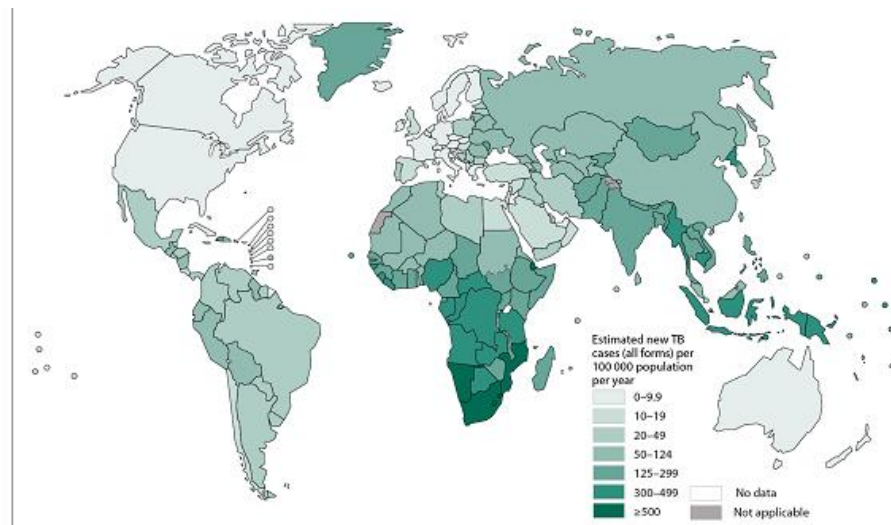 Estimated new TB
cases (all forms) per
100 000 population
per year
0–9.9
10–19
20–49
50–124
125–299
300–499
≥500
No data
Not applicable